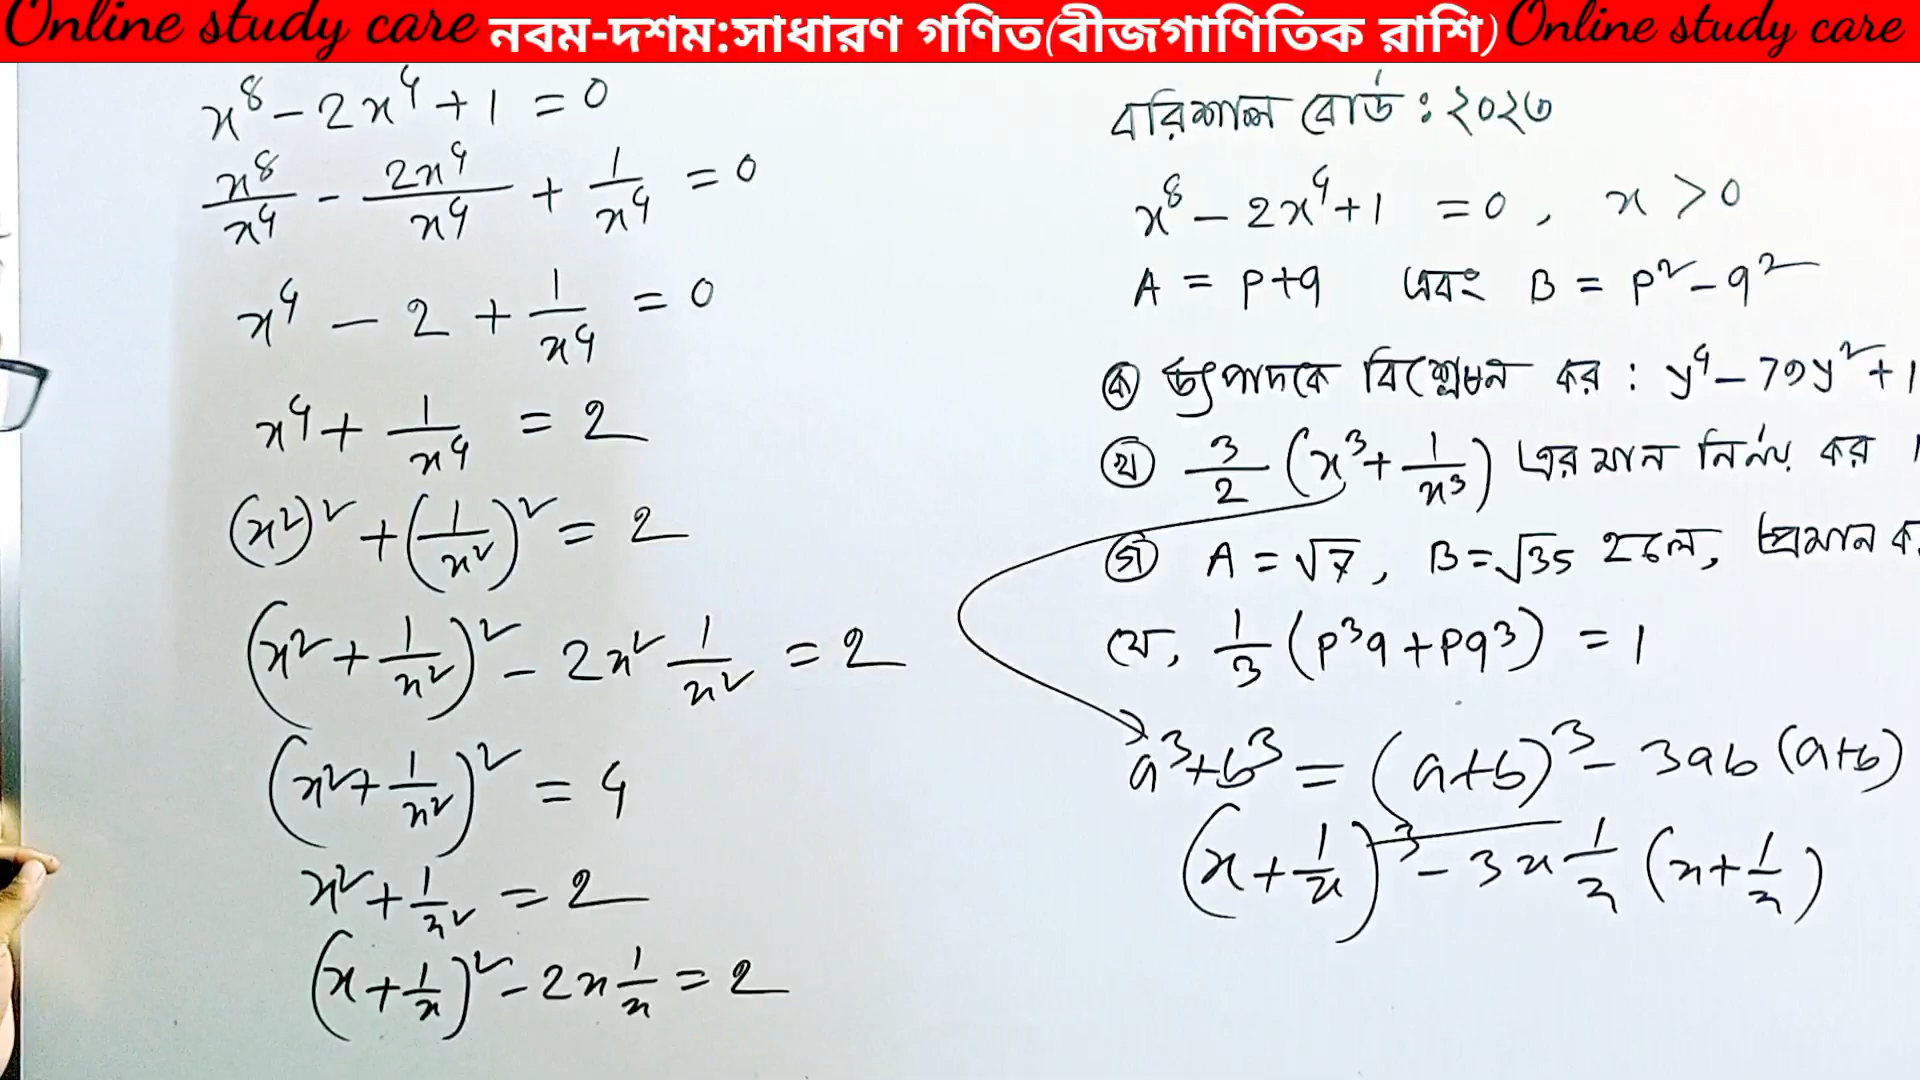 Online study care নবম-দশম:সাধারণ গণিত(বীজগাণিতিক রাশি) Online study care
x⁸ - 2x⁴ + 1 = 0
x⁸/x⁴ - 2x⁴/x⁴ + 1/x⁴ = 0
x⁴ - 2 + 1/x⁴ = 0
x⁴ + 1/x⁴ = 2
(x²)² + (1/x²)² = 2
(x² + 1/x²)² - 2x² 1/x² = 2
(x² + 1/x²)² = 4
x² + 1/x² = 2
(x + 1/x)² - 2x 1/x = 2
বরিশাল বোর্ড : ২০২৩
x⁸ - 2x⁴ + 1 = 0, x > 0
A = p+q এবং B = p² - q²
(ক) উৎপাদকে বিশ্লেষন কর : y⁴ - 79y² + 1
(খ) 3/2 (x³ + 1/x³) এর মান নির্নয় কর ।
(গ) A = √7, B = √35 হলে, প্রমান ক
যে, 1/3 (p³q + pq³) = 1
a³+b³ = (a+b)³ - 3ab (a+b)
(x + 1/x)³ - 3x 1/x (x + 1/x)